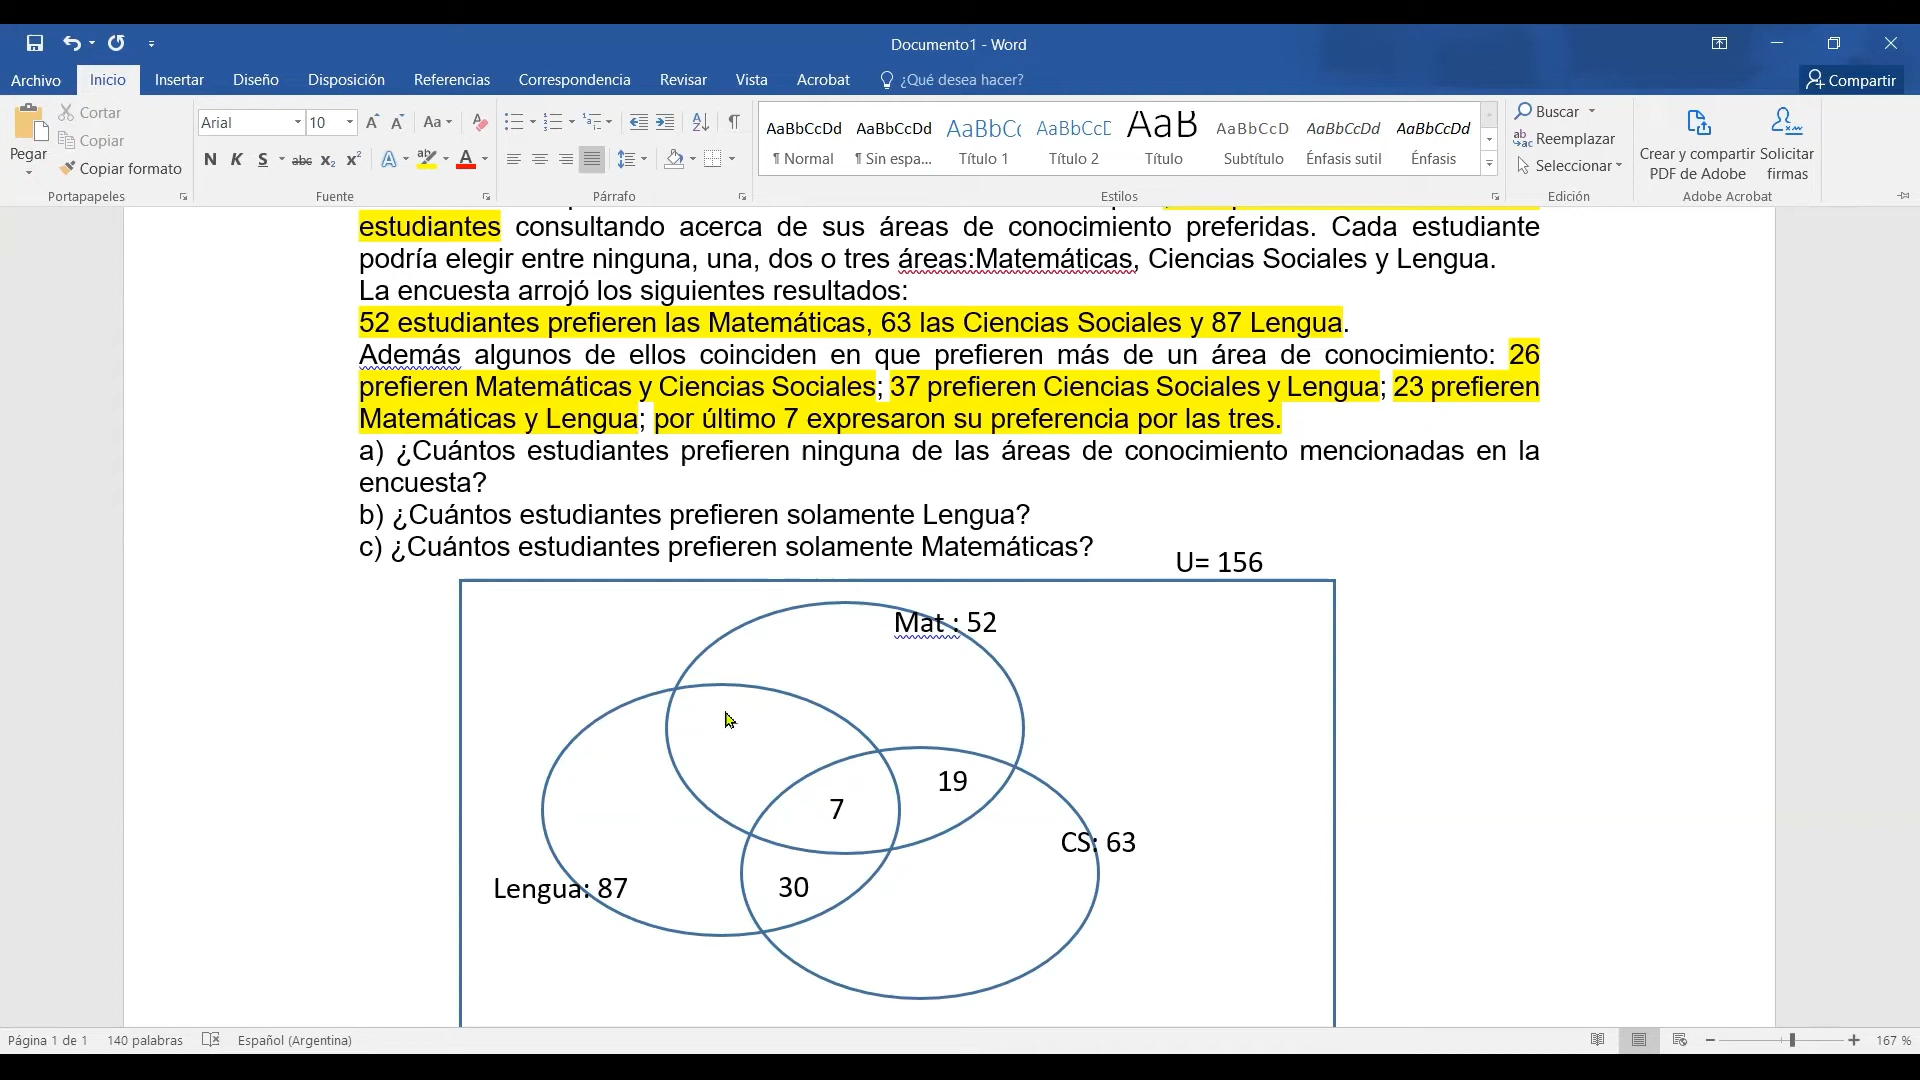 Documento1 - Word
Archivo Inicio Insertar Diseño Disposición Referencias Correspondencia Revisar Vista Acrobat ¿Qué desea hacer? Compartir
Pegar
Cortar
Copiar
Copiar formato
Portapapeles
Arial 10
Aa
N K S abc x₂ x² A A
Fuente
Párrafo
AaBbCcDd AaBbCcDd AaBbCc AaBbCcD AaB AaBbCcD AaBbCcDd AaBbCcDd
¶ Normal ¶ Sin espa... Título 1 Título 2 Título Subtítulo Énfasis sutil Énfasis
Estilos
Buscar
Reemplazar
Seleccionar
Edición
Crear y compartir
PDF de Adobe
Solicitar
firmas
Adobe Acrobat
estudiantes consultando acerca de sus áreas de conocimiento preferidas. Cada estudiante
podría elegir entre ninguna, una, dos o tres áreas:Matemáticas, Ciencias Sociales y Lengua.
La encuesta arrojó los siguientes resultados:
52 estudiantes prefieren las Matemáticas, 63 las Ciencias Sociales y 87 Lengua.
Además algunos de ellos coinciden en que prefieren más de un área de conocimiento: 26
prefieren Matemáticas y Ciencias Sociales; 37 prefieren Ciencias Sociales y Lengua; 23 prefieren
Matemáticas y Lengua; por último 7 expresaron su preferencia por las tres.
a) ¿Cuántos estudiantes prefieren ninguna de las áreas de conocimiento mencionadas en la
encuesta?
b) ¿Cuántos estudiantes prefieren solamente Lengua?
c) ¿Cuántos estudiantes prefieren solamente Matemáticas?
U= 156
Mat : 52
19
7
CS: 63
Lengua: 87
30
Página 1 de 1 140 palabras Español (Argentina) 167 %